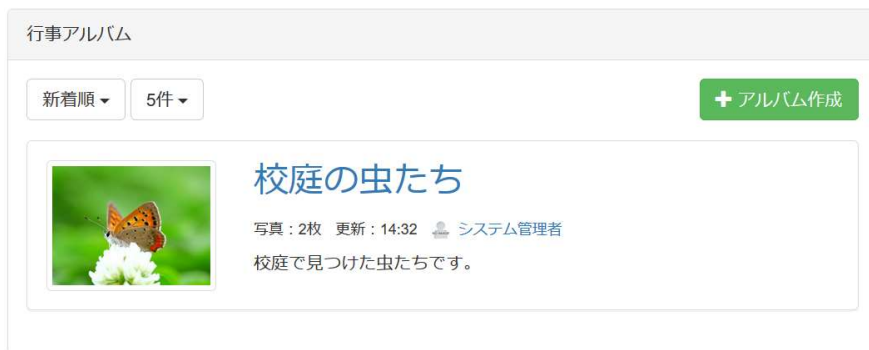 行事アルバム
新着順 5件 アルバム作成
校庭の虫たち
写真：2枚 更新：14:32 システム管理者
校庭で見つけた虫たちです。